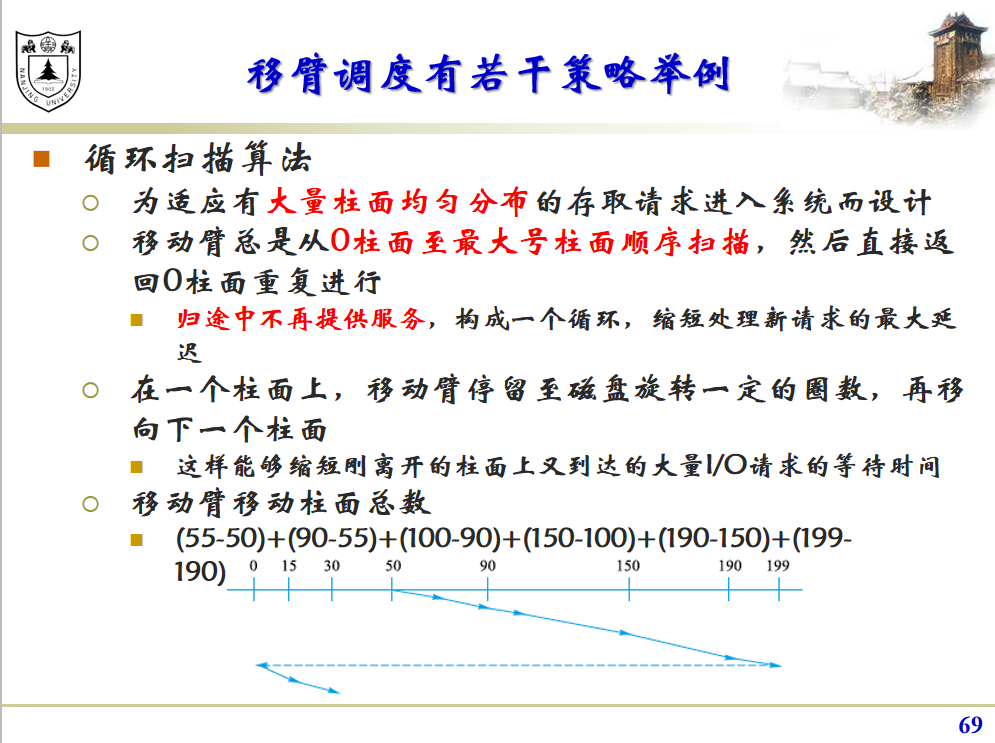 移臂调度有若干策略举例
NANJING UNIVERSITY
1902
循环扫描算法
为适应有大量柱面均匀分布的存取请求进入系统而设计
移动臂总是从0柱面至最大号柱面顺序扫描，然后直接返
回0柱面重复进行
归途中不再提供服务，构成一个循环，缩短处理新请求的最大延
迟
在一个柱面上，移动臂停留至磁盘旋转一定的圈数，再移
向下一个柱面
这样能够缩短刚离开的柱面上又到达的大量I/O请求的等待时间
移动臂移动柱面总数
(55-50)+(90-55)+(100-90)+(150-100)+(190-150)+(199-
190)
0 15 30 50 90 150 190 199
69